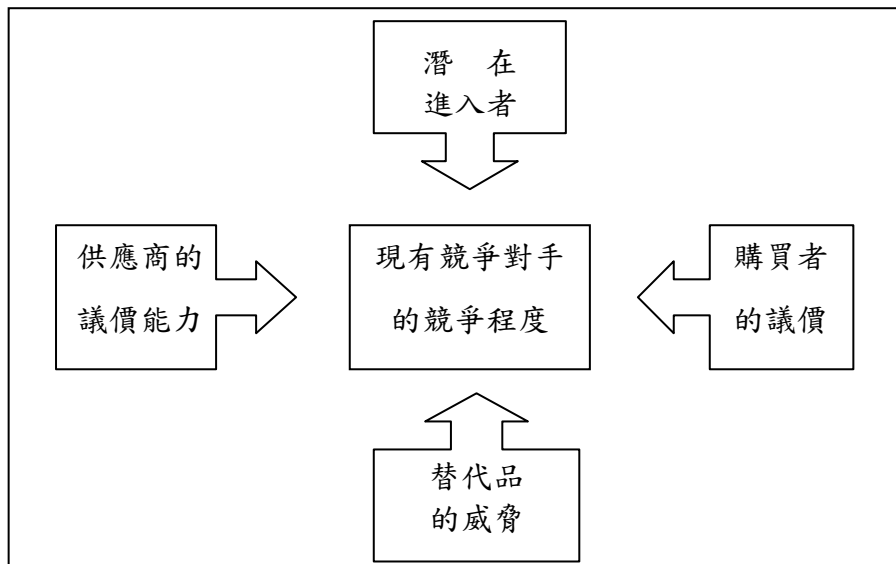 潛 在
進入者
供應商的
議價能力
現有競爭對手
的競爭程度
購買者
的議價
替代品
的威脅